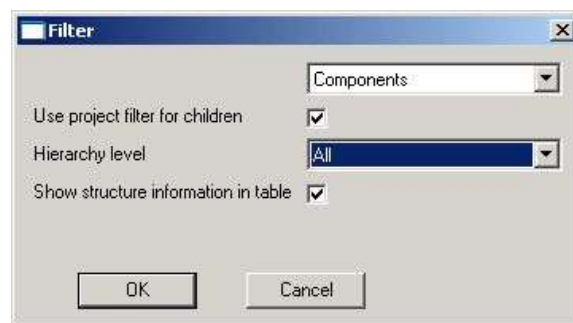 Filter
Components
Use project filter for children
Hierarchy level
All
Show structure information in table
OK
Cancel